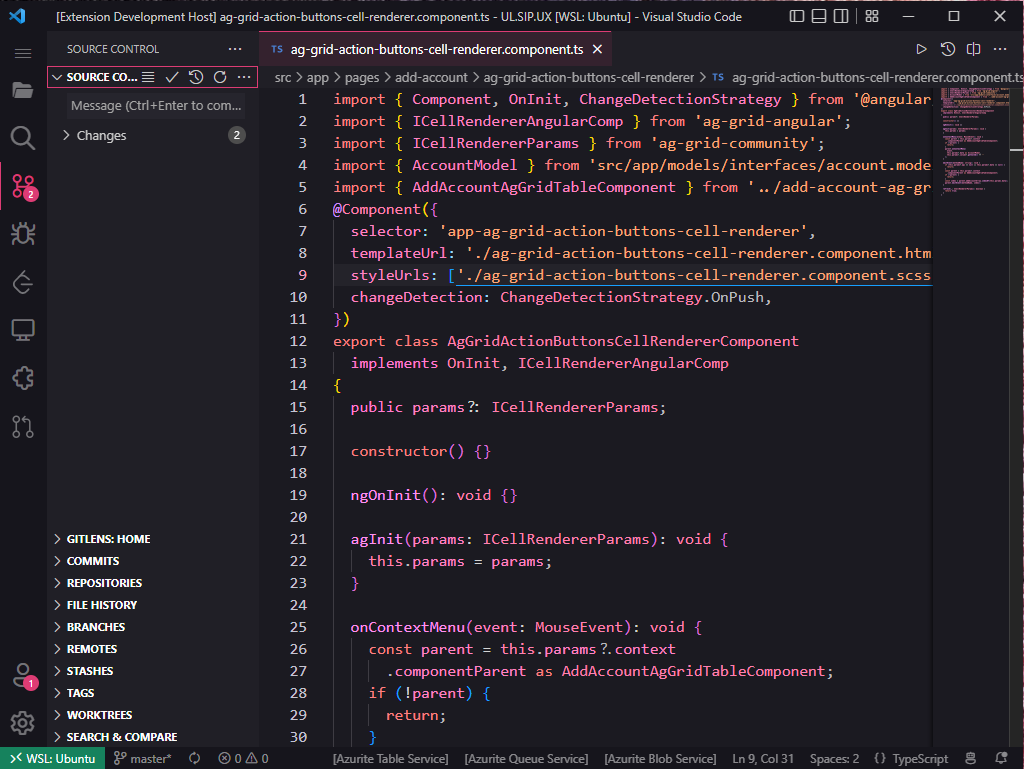 [Extension Development Host] ag-grid-action-buttons-cell-renderer.component.ts - UL.SIP.UX [WSL: Ubuntu] - Visual Studio Code
SOURCE CONTROL
TS ag-grid-action-buttons-cell-renderer.component.ts
SOURCE CO...
src > app > pages > add-account > ag-grid-action-buttons-cell-renderer > TS ag-grid-action-buttons-cell-renderer.component.ts
Message (Ctrl+Enter to com...
Changes 2
2
1 import { Component, OnInit, ChangeDetectionStrategy } from '@angular
2 import { ICellRendererAngularComp } from 'ag-grid-angular';
3 import { ICellRendererParams } from 'ag-grid-community';
4 import { AccountModel } from 'src/app/models/interfaces/account.mode
5 import { AddAccountAgGridTableComponent } from '../add-account-ag-gr
6 @Component({
7 selector: 'app-ag-grid-action-buttons-cell-renderer',
8 templateUrl: './ag-grid-action-buttons-cell-renderer.component.htm
9 styleUrls: ['./ag-grid-action-buttons-cell-renderer.component.scss
10 changeDetection: ChangeDetectionStrategy.OnPush,
11 })
12 export class AgGridActionButtonsCellRendererComponent
13 implements OnInit, ICellRendererAngularComp
14 {
15 public params?: ICellRendererParams;
16
17 constructor() {}
18
19 ngOnInit(): void {}
20
21 agInit(params: ICellRendererParams): void {
22 this.params = params;
23 }
24
25 onContextMenu(event: MouseEvent): void {
26 const parent = this.params?.context
27 .componentParent as AddAccountAgGridTableComponent;
28 if (!parent) {
29 return;
30 }
GITLENS: HOME
COMMITS
REPOSITORIES
FILE HISTORY
BRANCHES
REMOTES
STASHES
TAGS
WORKTREES
SEARCH & COMPARE
1
WSL: Ubuntu master* 0 0 [Azurite Table Service] [Azurite Queue Service] [Azurite Blob Service] Ln 9, Col 31 Spaces: 2 {} TypeScript